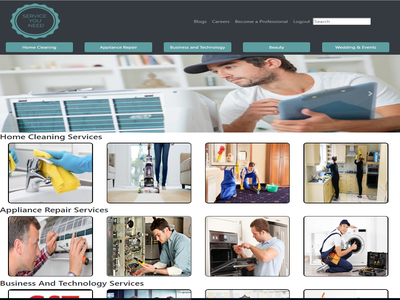 SERVICE
YOU
NEED
Blogs Careers Become a Professional Logout Search
Home Cleaning Appliance Repair Business and Technology Beauty Wedding & Events
Home Cleaning Services
Appliance Repair Services
Business And Technology Services